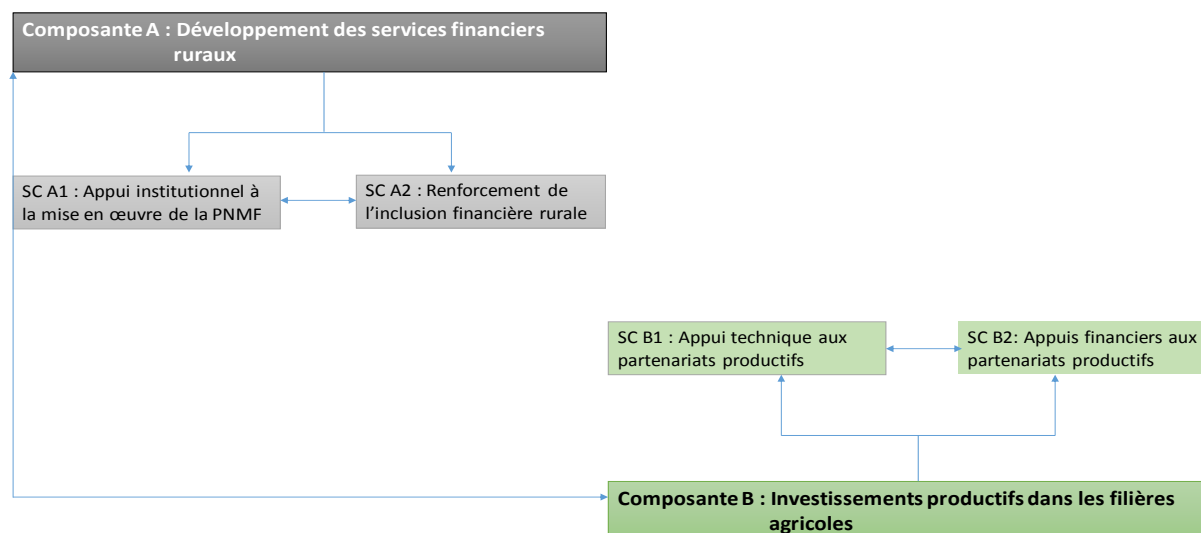 Composante A : Développement des services financiers
ruraux
SC A1 : Appui institutionnel à
la mise en œuvre de la PNMF
SC A2 : Renforcement de
l’inclusion financière rurale
SC B1 : Appui technique aux
partenariats productifs
SC B2: Appuis financiers aux
partenariats productifs
Composante B : Investissements productifs dans les filières
agricoles